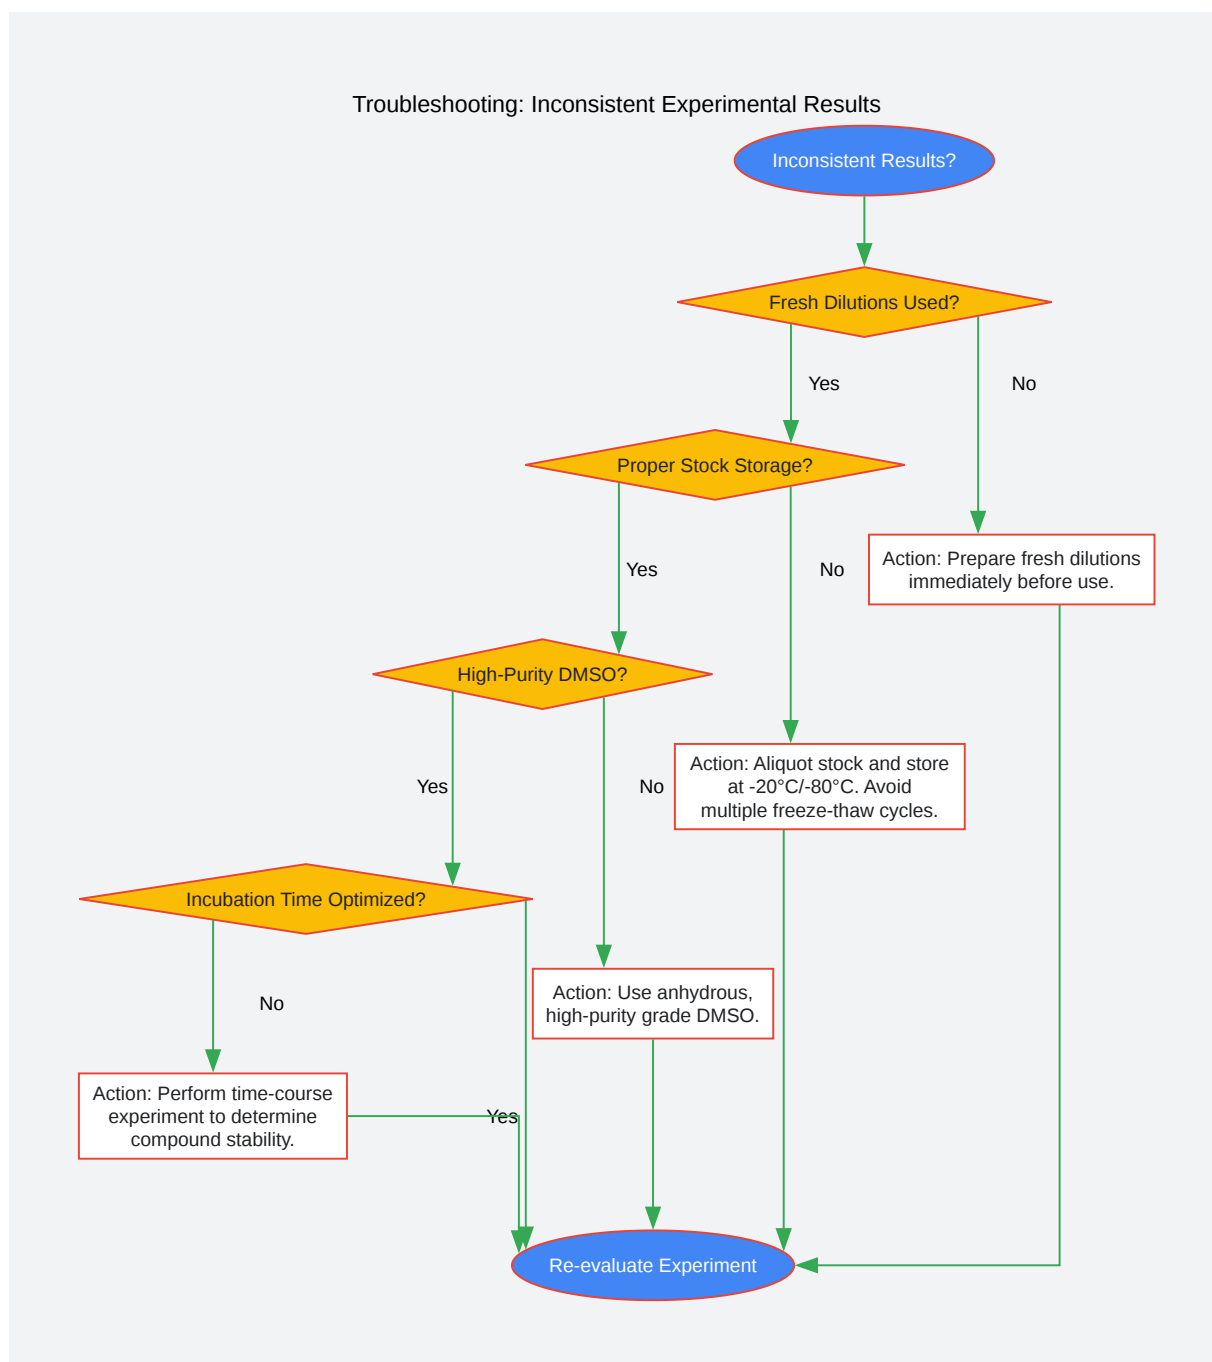 Troubleshooting: Inconsistent Experimental Results
Inconsistent Results?
Fresh Dilutions Used?
Yes
No
Proper Stock Storage?
Action: Prepare fresh dilutions
immediately before use.
Yes
No
High-Purity DMSO?
Action: Aliquot stock and store
at -20°C/-80°C. Avoid
multiple freeze-thaw cycles.
Yes
No
Incubation Time Optimized?
Action: Use anhydrous,
high-purity grade DMSO.
No
Action: Perform time-course
experiment to determine
compound stability.
Yes
Re-evaluate Experiment